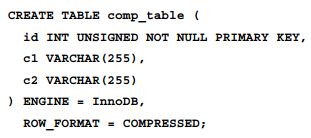 CREATE TABLE comp_table (
  id INT UNSIGNED NOT NULL PRIMARY KEY,
  c1 VARCHAR(255),
  c2 VARCHAR(255)
) ENGINE = InnoDB,
  ROW_FORMAT = COMPRESSED;